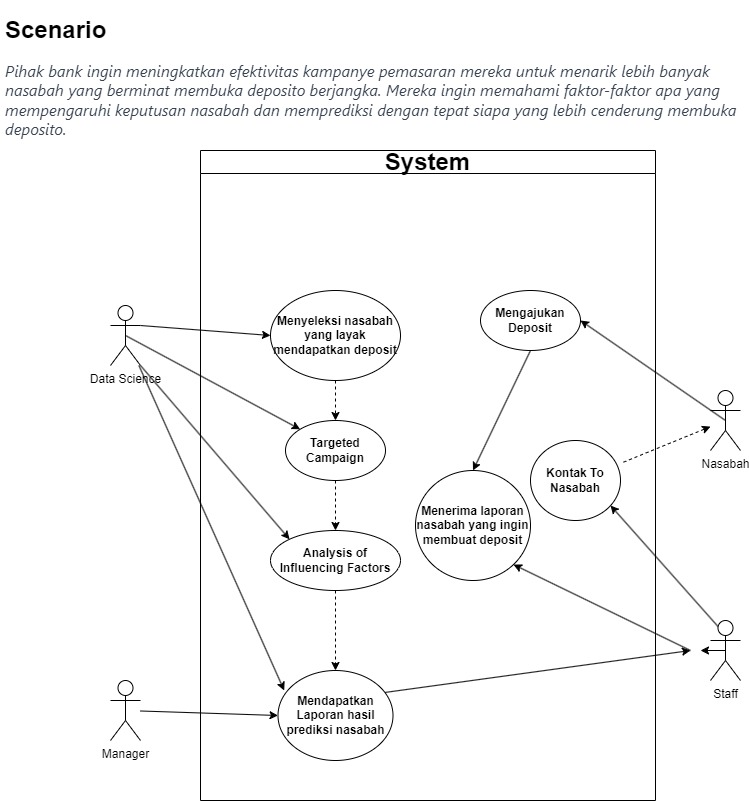 Scenario
Pihak bank ingin meningkatkan efektivitas kampanye pemasaran mereka untuk menarik lebih banyak
nasabah yang berminat membuka deposito berjangka. Mereka ingin memahami faktor-faktor apa yang
mempengaruhi keputusan nasabah dan memprediksi dengan tepat siapa yang lebih cenderung membuka
deposito.
System
Menyeleksi nasabah
yang layak
mendapatkan deposit
Mengajukan
Deposit
Data Science
Targeted
Campaign
Nasabah
Kontak To
Nasabah
Menerima laporan
nasabah yang ingin
membuat deposit
Analysis of
Influencing Factors
Staff
Mendapatkan
Laporan hasil
prediksi nasabah
Manager